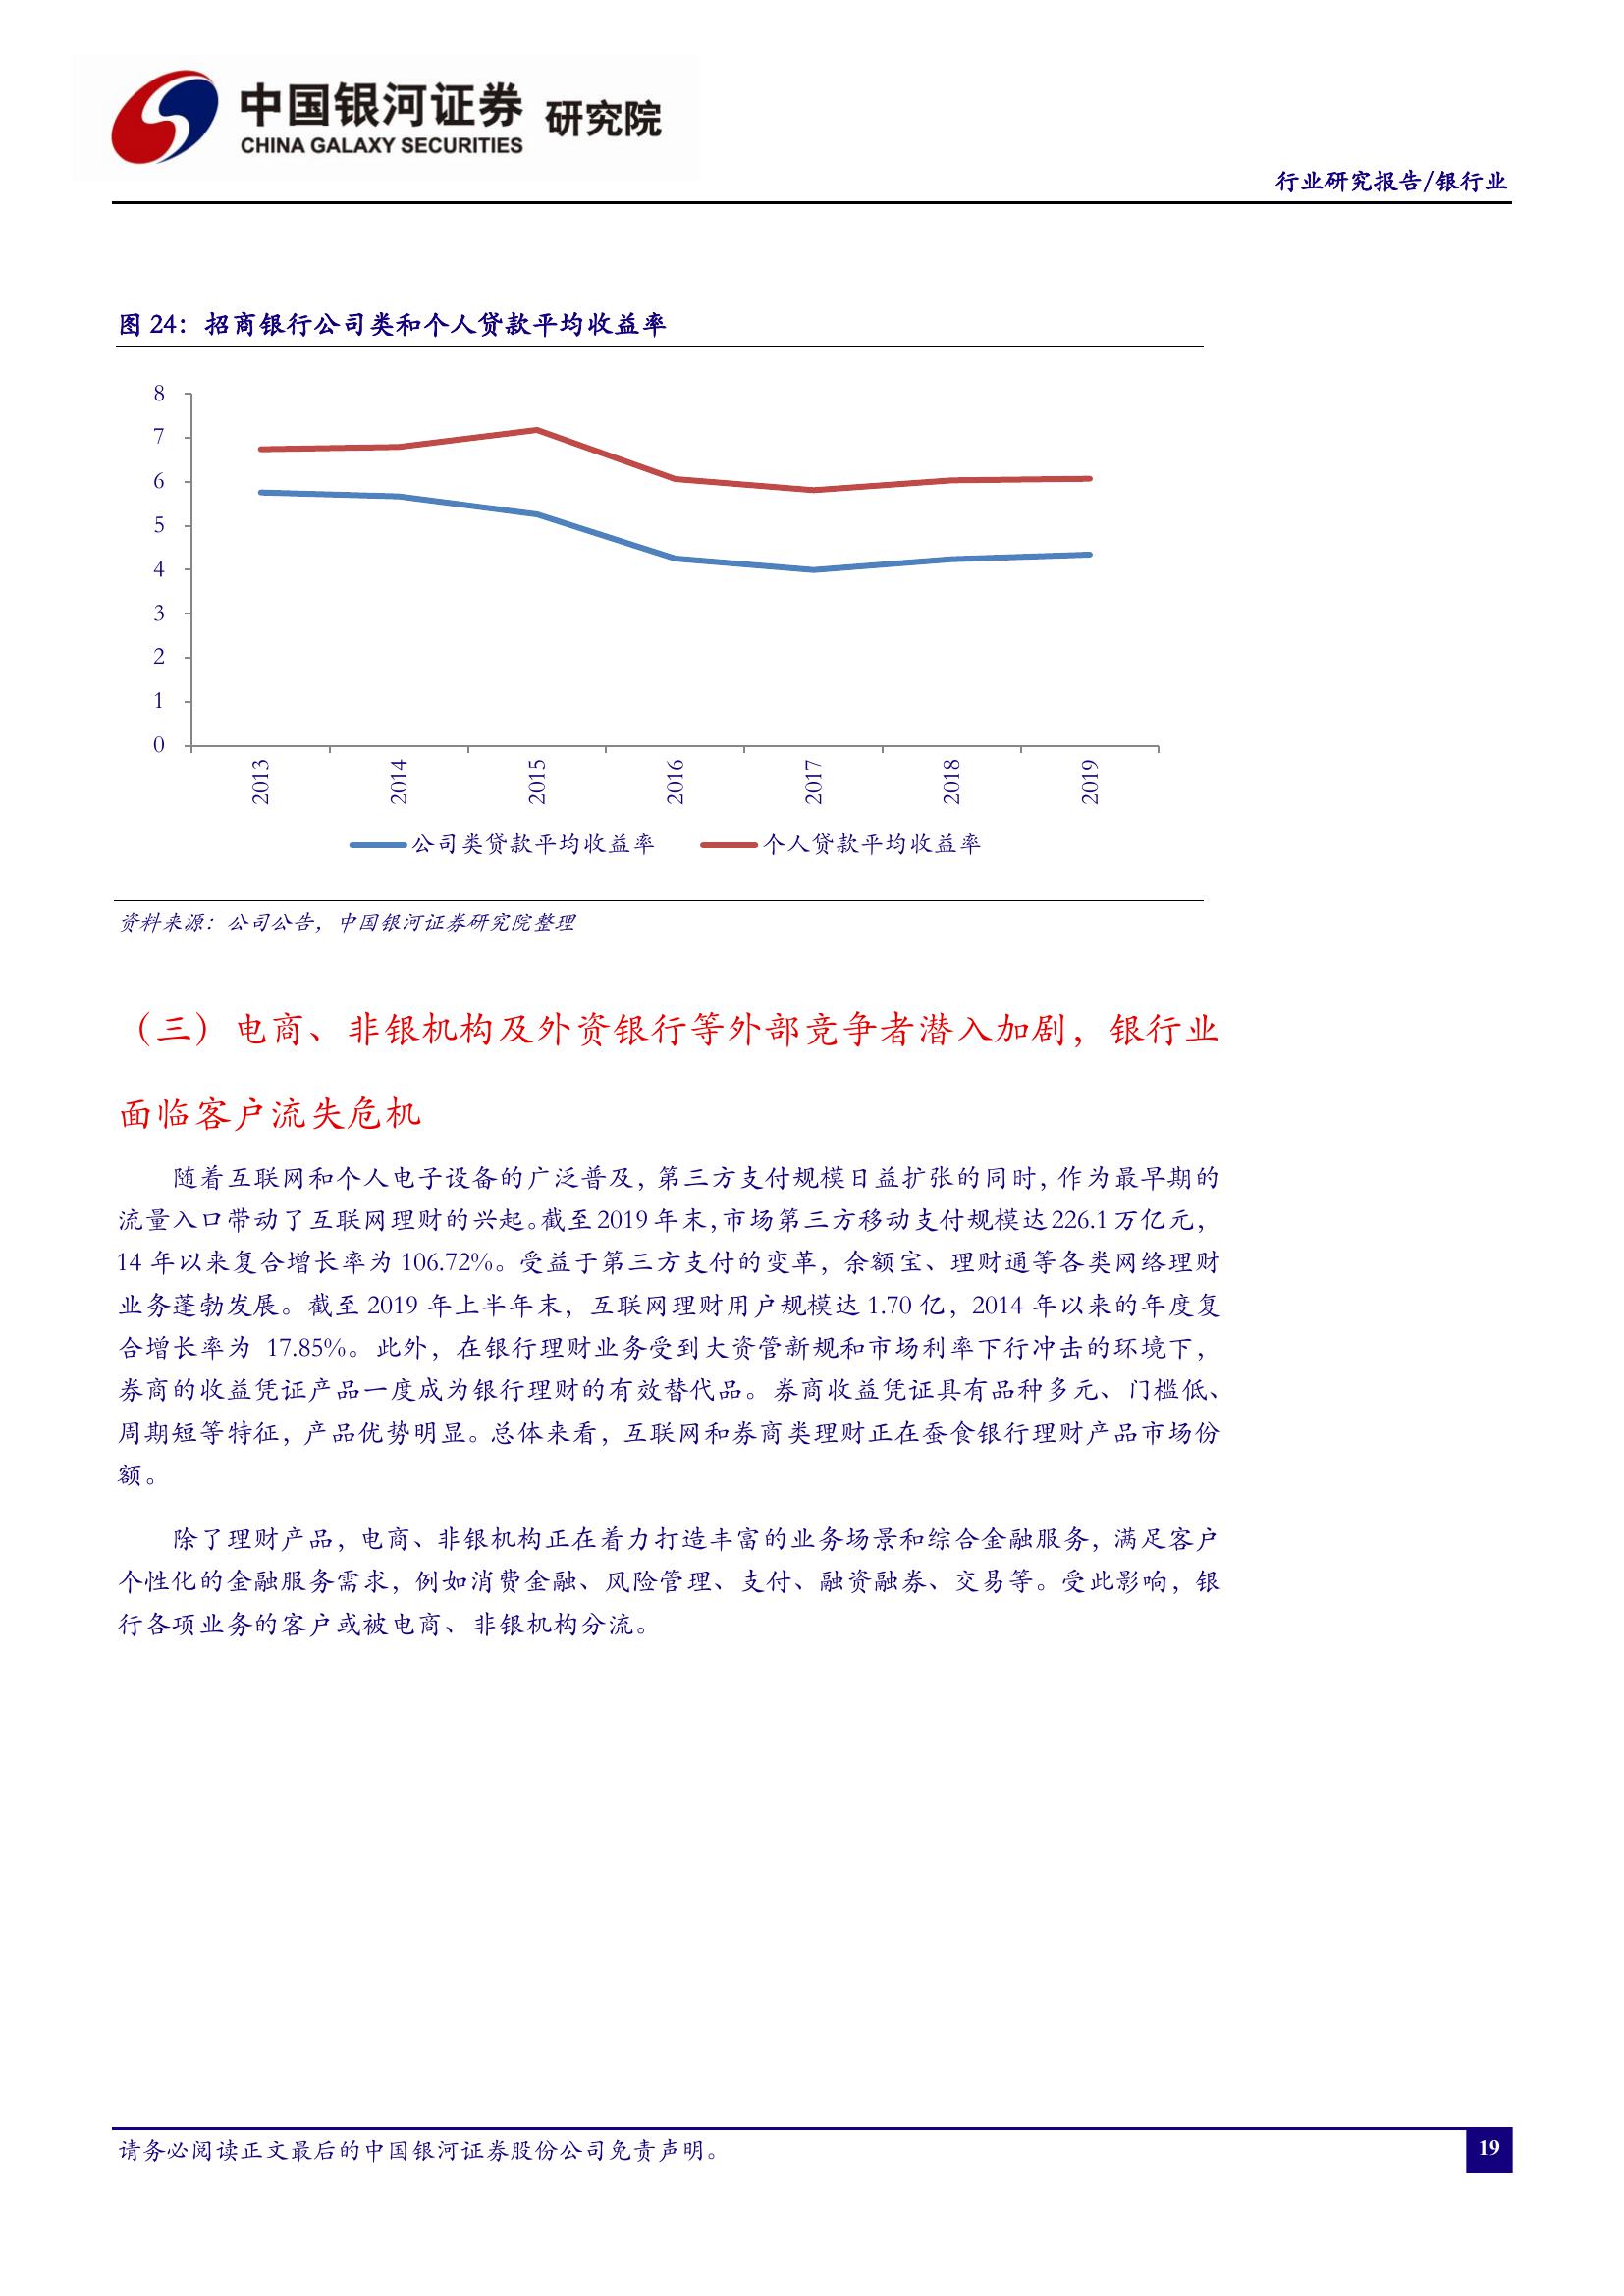 中国银河证券 研究院
CHINA GALAXY SECURITIES
行业研究报告/银行业
图 24：招商银行公司类和个人贷款平均收益率
8
7
6
5
4
3
2
1
0
2013 2014 2015 2016 2017 2018 2019
公司类贷款平均收益率 个人贷款平均收益率
资料来源：公司公告，中国银河证券研究院整理
（三）电商、非银机构及外资银行等外部竞争者潜入加剧，银行业
面临客户流失危机
随着互联网和个人电子设备的广泛普及，第三方支付规模日益扩张的同时，作为最早期的
流量入口带动了互联网理财的兴起。截至 2019 年末，市场第三方移动支付规模达 226.1 万亿元，
14 年以来复合增长率为 106.72%。受益于第三方支付的变革，余额宝、理财通等各类网络理财
业务蓬勃发展。截至 2019 年上半年末，互联网理财用户规模达 1.70 亿，2014 年以来的年度复
合增长率为 17.85%。此外，在银行理财业务受到大资管新规和市场利率下行冲击的环境下，
券商的收益凭证产品一度成为银行理财的有效替代品。券商收益凭证具有品种多元、门槛低、
周期短等特征，产品优势明显。总体来看，互联网和券商类理财正在蚕食银行理财产品市场份
额。
除了理财产品，电商、非银机构正在着力打造丰富的业务场景和综合金融服务，满足客户
个性化的金融服务需求，例如消费金融、风险管理、支付、融资融券、交易等。受此影响，银
行各项业务的客户或被电商、非银机构分流。
请务必阅读正文最后的中国银河证券股份公司免责声明。
19